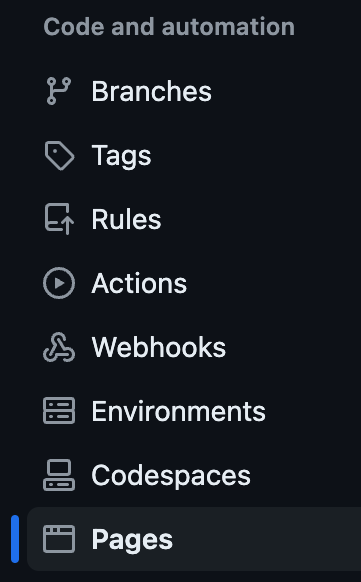 Code and automation
Branches
Tags
Rules
Actions
Webhooks
Environments
Codespaces
Pages